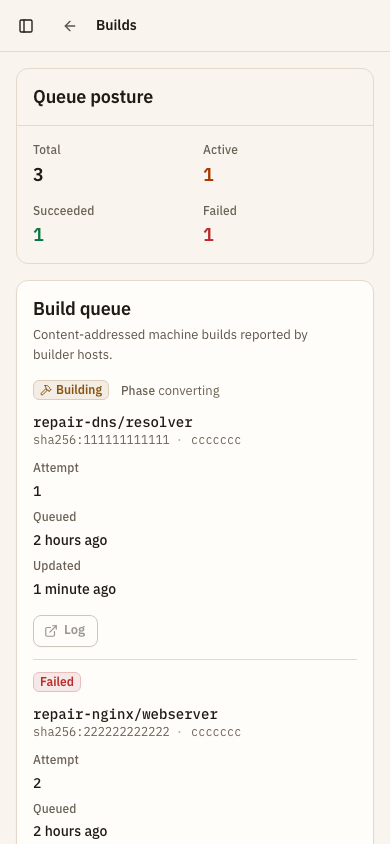 Builds
Queue posture
Total
Active
3
1
Succeeded
Failed
1
1
Build queue
Content-addressed machine builds reported by
builder hosts.
Building Phase converting
repair-dns/resolver
sha256:111111111111 · ccccccc
Attempt
1
Queued
2 hours ago
Updated
1 minute ago
Log
Failed
repair-nginx/webserver
sha256:222222222222 · ccccccc
Attempt
2
Queued
2 hours ago